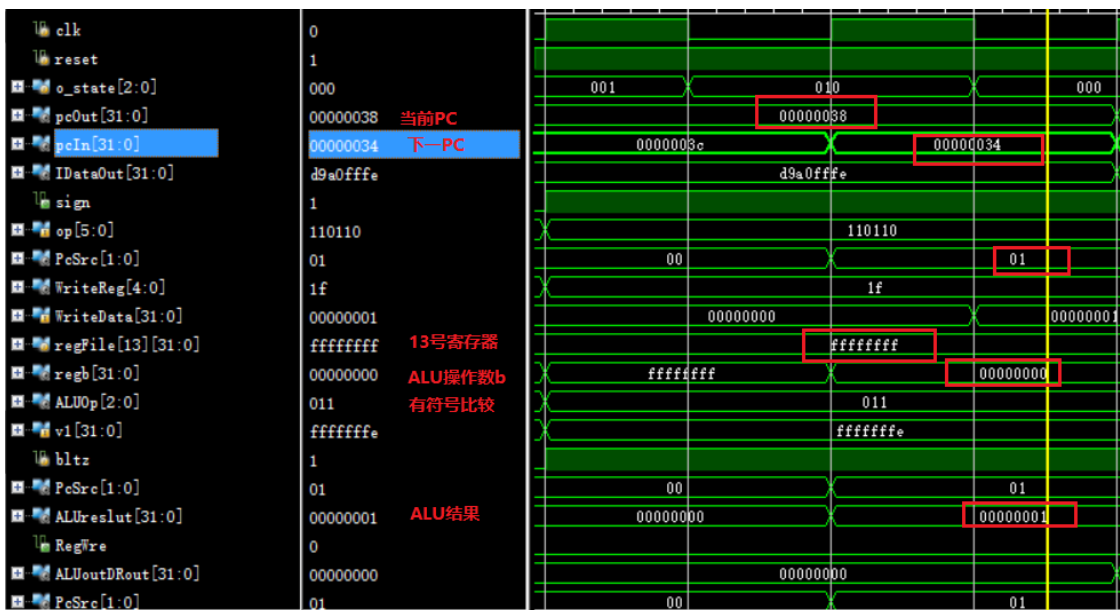 clk 0
reset 1
o_state[2:0] 000 001 010 000
pcOut[31:0] 00000038 当前PC 00000038
pcIn[31:0] 00000034 下一PC 0000003c 00000034
IDataOut[31:0] d9a0fffe d9a0fffe
sign 1
op[5:0] 110110 110110
PcSrc[1:0] 01 00 01
WriteReg[4:0] 1f 1f
WriteData[31:0] 00000001 00000000 00000001
regFile[13][31:0] ffffffff 13号寄存器 ffffffff
regb[31:0] 00000000 ALU操作数b ffffffff 00000000
ALUOp[2:0] 011 有符号比较 011
v1[31:0] fffffffe fffffffe
bltz 1
PcSrc[1:0] 01 00 01
ALUreslut[31:0] 00000001 ALU结果 00000000 00000001
RegWre 0
ALUoutDRout[31:0] 00000000 00000000
PcSrc[1:0] 01 00 01